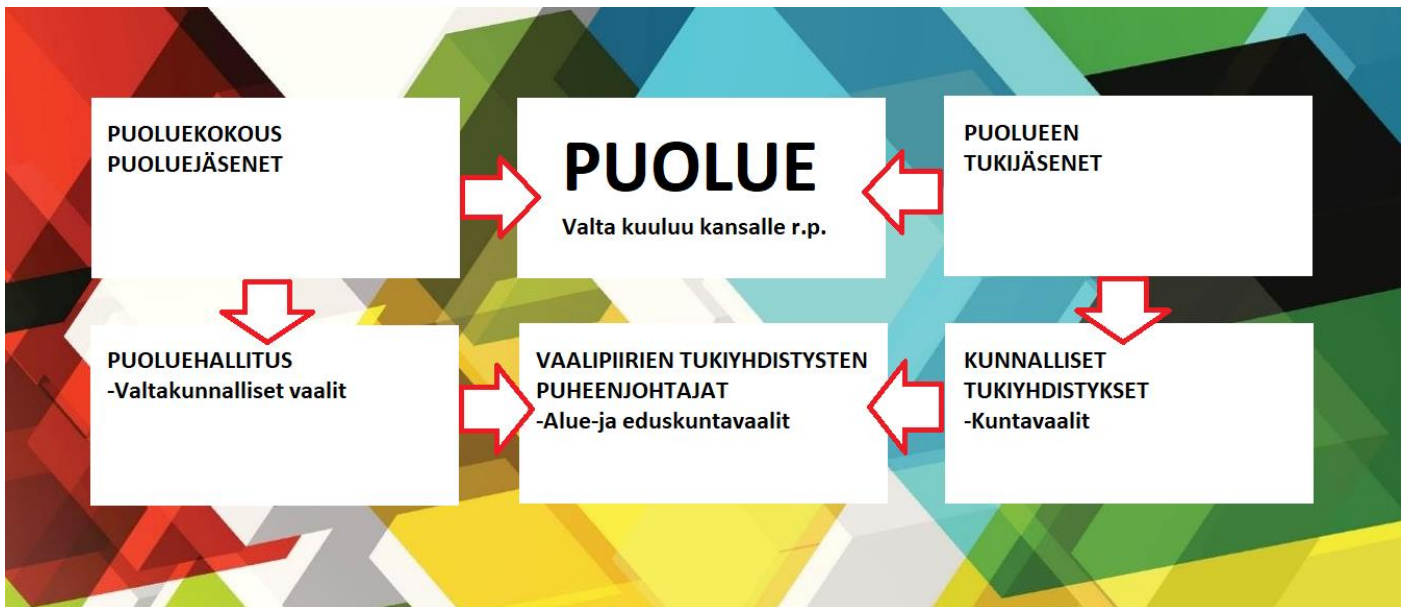 PUOLUEKOKOUS
PUOLUEJÄSENET
PUOLUE
Valta kuuluu kansalle r.p.
PUOLUEEN
TUKIJÄSENET
PUOLUEHALLITUS
-Valtakunnalliset vaalit
VAALIPIIRIEN TUKIYHDISTYSTEN
PUHEENJOHTAJAT
-Alue-ja eduskuntavaalit
KUNNALLISET
TUKIYHDISTYKSET
-Kuntavaalit